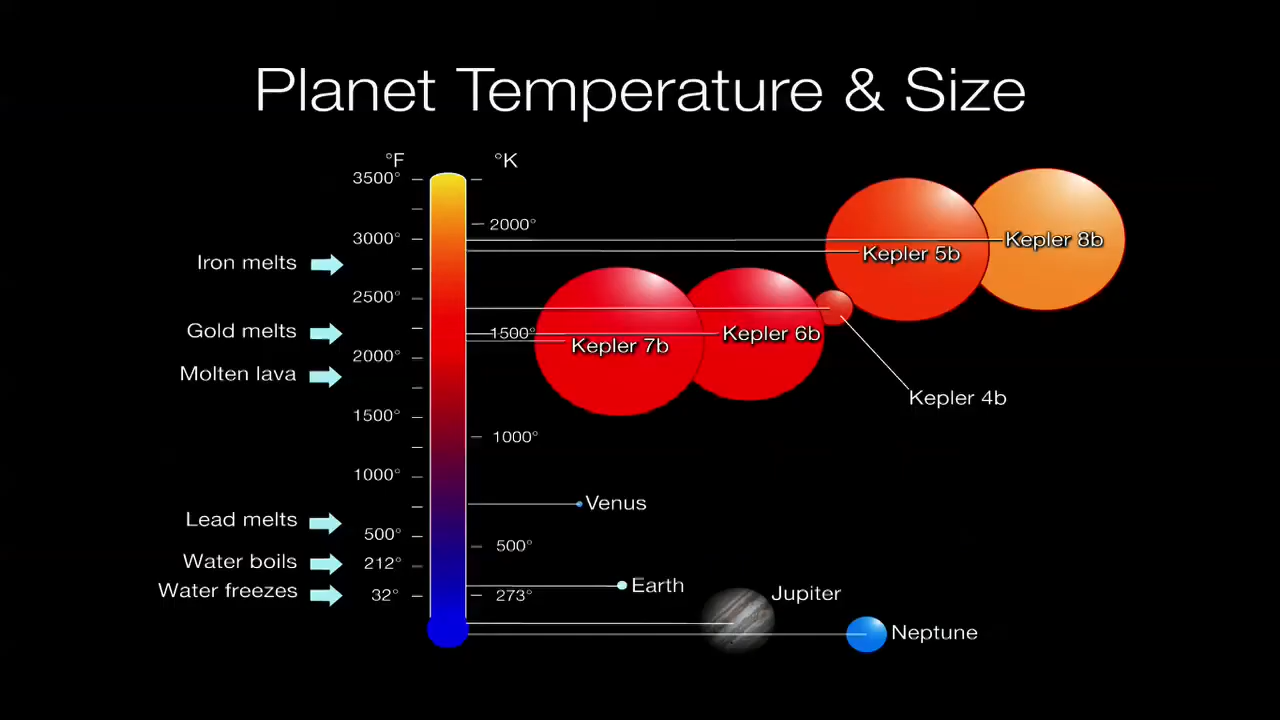 Planet Temperature & Size
°F
°K
3500°
2000°
3000°
Kepler 8b
Kepler 5b
Iron melts
2500°
Gold melts
1500°
Kepler 6b
Kepler 7b
2000°
Molten lava
Kepler 4b
1500°
1000°
1000°
Venus
Lead melts
500°
500°
Water boils
212°
Earth
Water freezes
32°
273°
Jupiter
Neptune